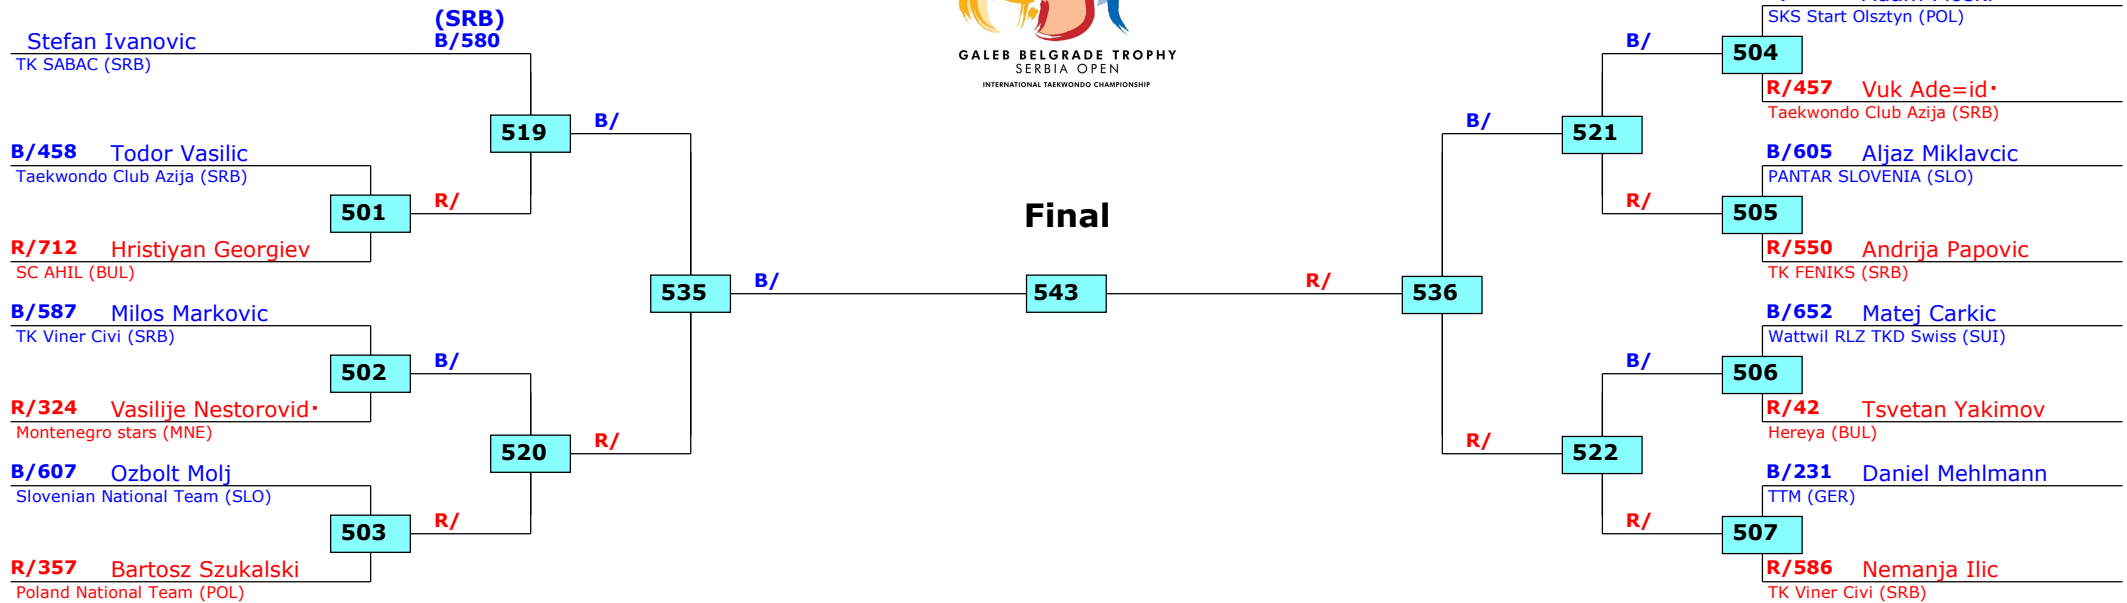 (SRB)
Stefan Ivanovic B/580
TK SABAC (SRB)
519 B/
B/458 Todor Vasilic
Taekwondo Club Azija (SRB)
501 R/
R/712 Hristiyan Georgiev
SC AHIL (BUL)
535 B/
B/587 Milos Markovic
TK Viner Civi (SRB)
502 B/
R/324 Vasilije Nestorovid·
Montenegro stars (MNE)
520 R/
B/607 Ozbolt Molj
Slovenian National Team (SLO)
503 R/
R/357 Bartosz Szukalski
Poland National Team (POL)
GALEB BELGRADE TROPHY
SERBIA OPEN
INTERNATIONAL TAEKWONDO CHAMPIONSHIP
Final
543
R/ 536
SKS Start Olsztyn (POL)
B/ 504
R/457 Vuk Ade=id·
Taekwondo Club Azija (SRB)
B/ 521
B/605 Aljaz Miklavcic
PANTAR SLOVENIA (SLO)
R/ 505
R/550 Andrija Papovic
TK FENIKS (SRB)
B/652 Matej Carkic
Wattwil RLZ TKD Swiss (SUI)
B/ 506
R/42 Tsvetan Yakimov
Hereya (BUL)
R/ 522
B/231 Daniel Mehlmann
TTM (GER)
R/ 507
R/586 Nemanja Ilic
TK Viner Civi (SRB)